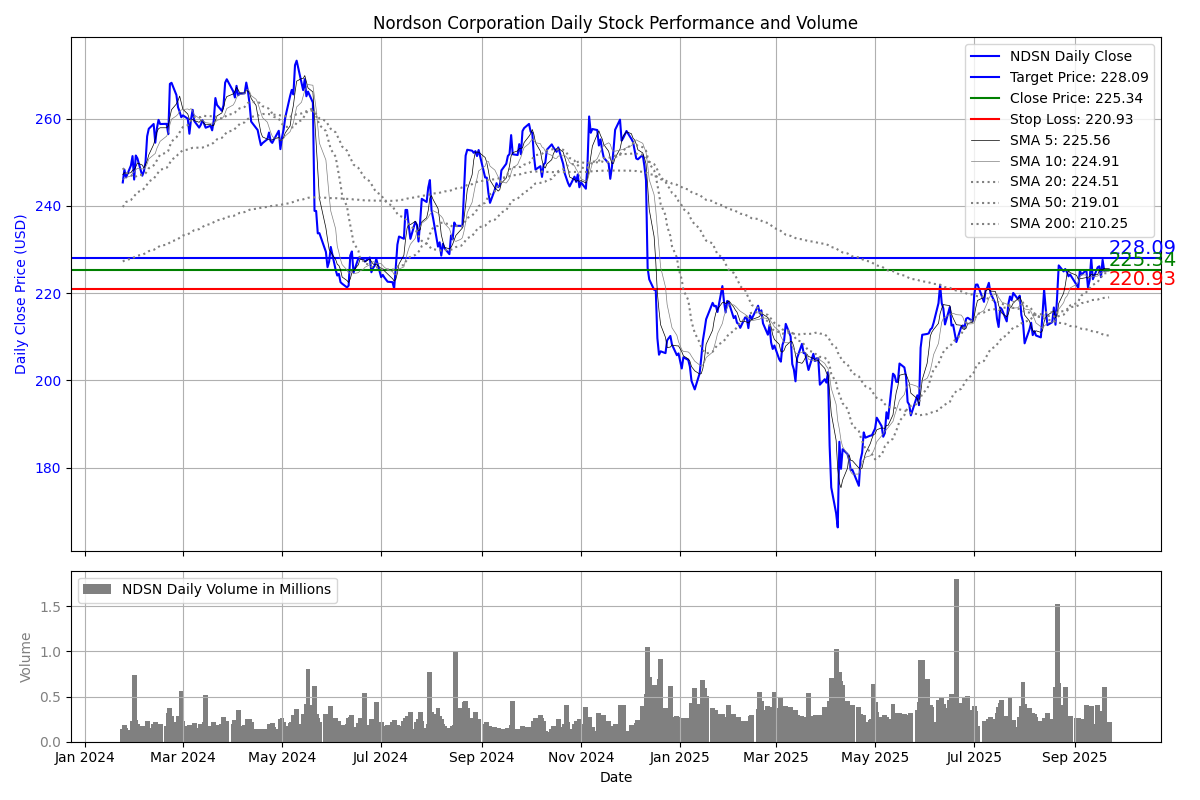 Nordson Corporation Daily Stock Performance and Volume
NDSN Daily Close
Target Price: 228.09
Close Price: 225.34
Stop Loss: 220.93
SMA 5: 225.56
SMA 10: 224.91
SMA 20: 224.51
SMA 50: 219.01
SMA 200: 210.25
Daily Close Price (USD)
260
240
220
200
180
228.09
225.34
220.93
NDSN Daily Volume in Millions
Volume
1.5
1.0
0.5
0.0
Jan 2024 Mar 2024 May 2024 Jul 2024 Sep 2024 Nov 2024 Jan 2025 Mar 2025 May 2025 Jul 2025 Sep 2025
Date